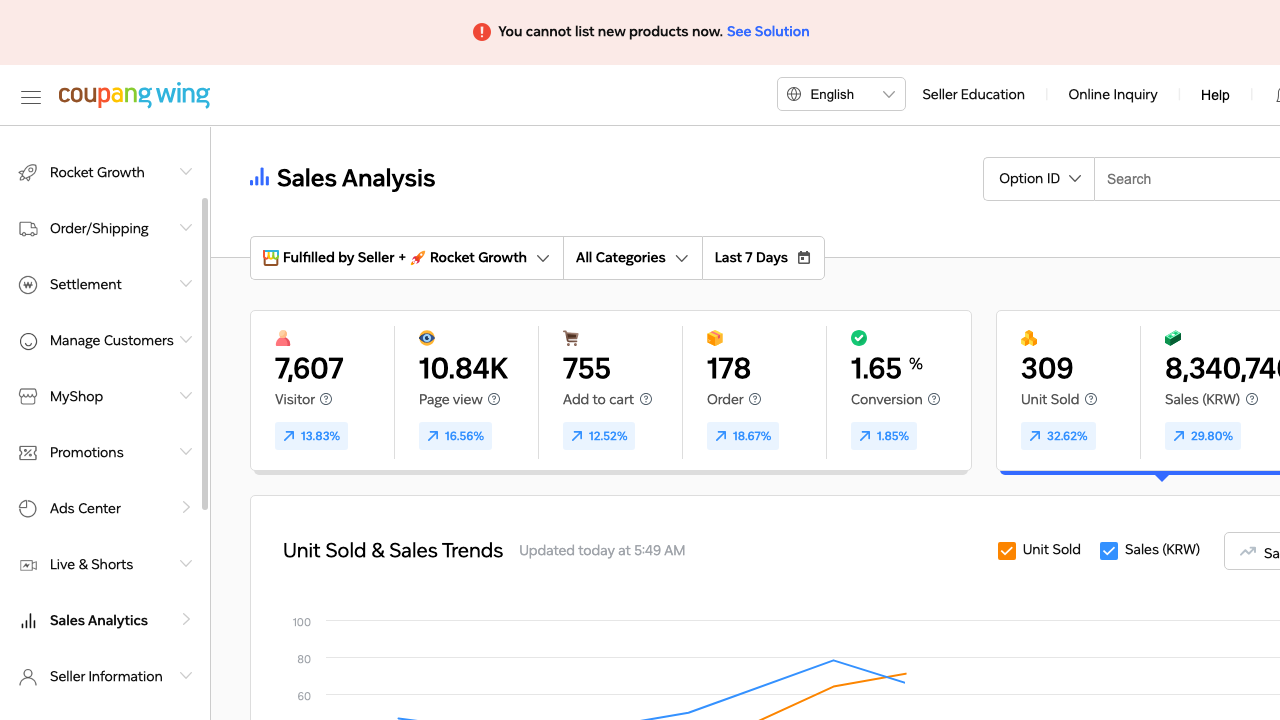 You cannot list new products now. See Solution
coupang wing
English
Seller Education
Online Inquiry
Help
Rocket Growth
Order/Shipping
Settlement
Manage Customers
MyShop
Promotions
Ads Center
Live & Shorts
Sales Analytics
Seller Information
Sales Analysis
Option ID
Search
Fulfilled by Seller + Rocket Growth
All Categories
Last 7 Days
7,607
Visitor
13.83%
10.84K
Page view
16.56%
755
Add to cart
12.52%
178
Order
18.67%
1.65 %
Conversion
1.85%
309
Unit Sold
32.62%
8,340,740
Sales (KRW)
29.80%
Unit Sold & Sales Trends
Updated today at 5:49 AM
Unit Sold
Sales (KRW)
Sa
100
80
60